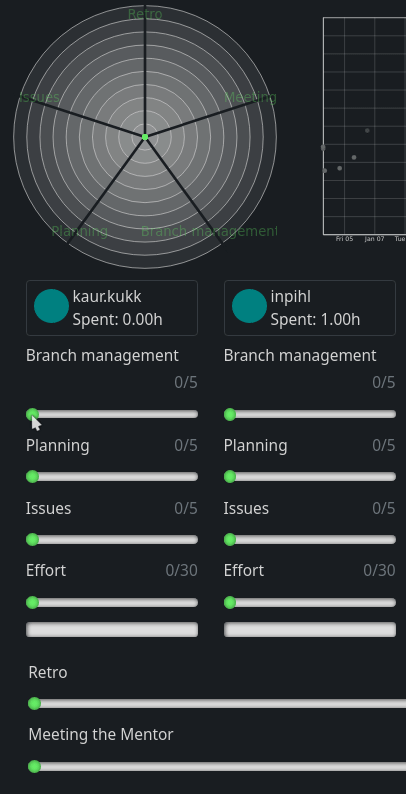 Retro
Issues
Meeting
Planning
Branch management
Fri 05
Jan 07
Tue
kaur.kukk
Spent: 0.00h
inpihl
Spent: 1.00h
Branch management
Branch management
0/5
0/5
Planning 0/5
Planning 0/5
Issues 0/5
Issues 0/5
Effort 0/30
Effort 0/30
Retro
Meeting the Mentor